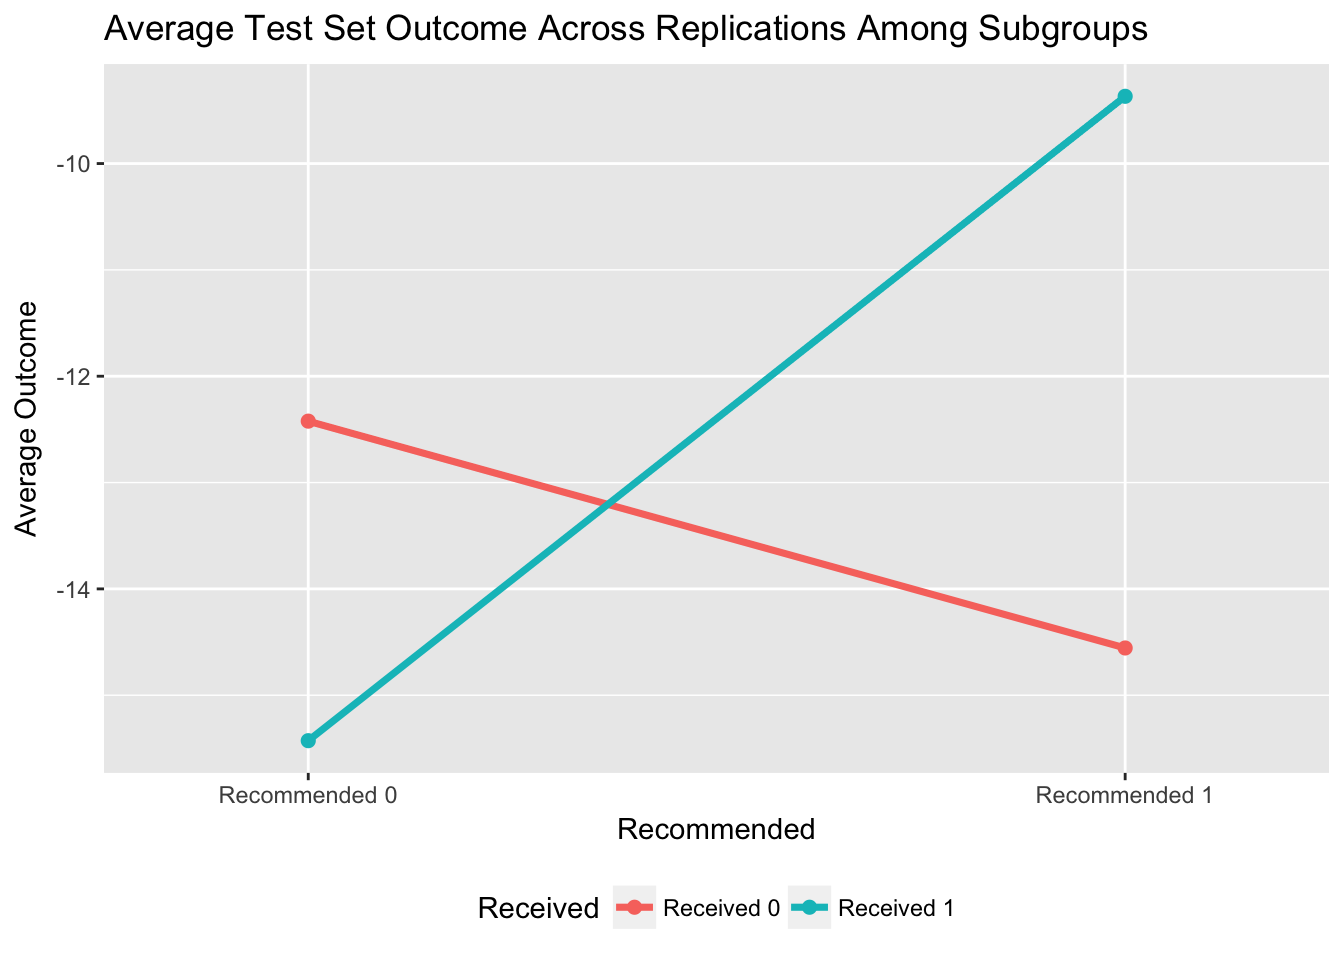 Average Test Set Outcome Across Replications Among Subgroups
Average Outcome
-10
-12
-14
Recommended 0
Recommended 1
Recommended
Received
Received 0
Received 1